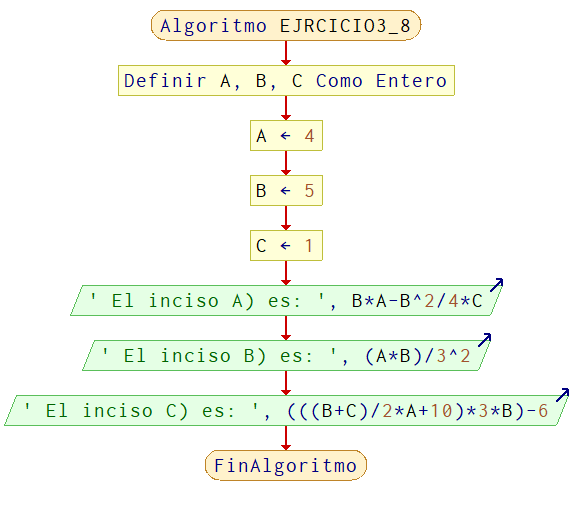 Algoritmo EJRCICIO3_8
Definir A, B, C Como Entero
A ← 4
B ← 5
C ← 1
' El inciso A) es: ', B*A-B^2/4*C
' El inciso B) es: ', (A*B)/3^2
' El inciso C) es: ', (((B+C)/2*A+10)*3*B)-6
FinAlgoritmo